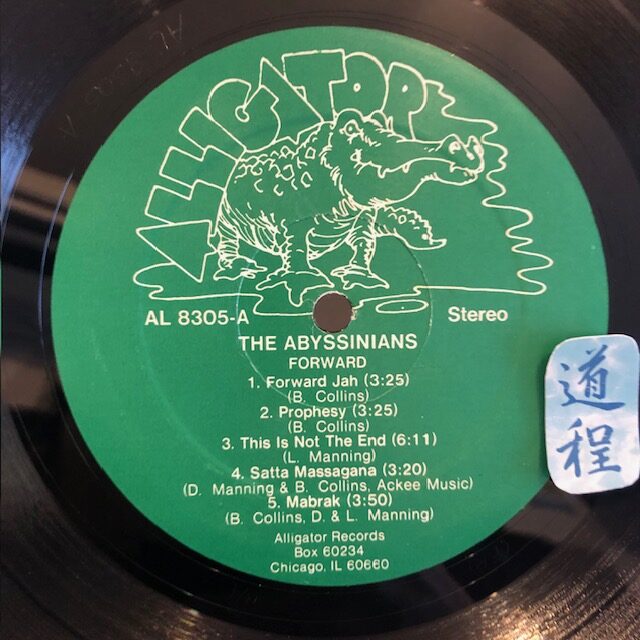 ALLIGATOR
AL 8305-A
Stereo
THE ABYSSINIANS
FORWARD
1. Forward Jah (3:25)
(B. Collins)
2. Prophesy (3:25)
(B. Collins)
3. This Is Not The End (6:11)
(L. Manning)
4. Satta Massagana (3:20)
(D. Manning & B. Collins, Ackee Music)
5. Mabrak (3:50)
(B. Collins, D. & L. Manning)
Alligator Records
Box 60234
Chicago, IL 60660
道程